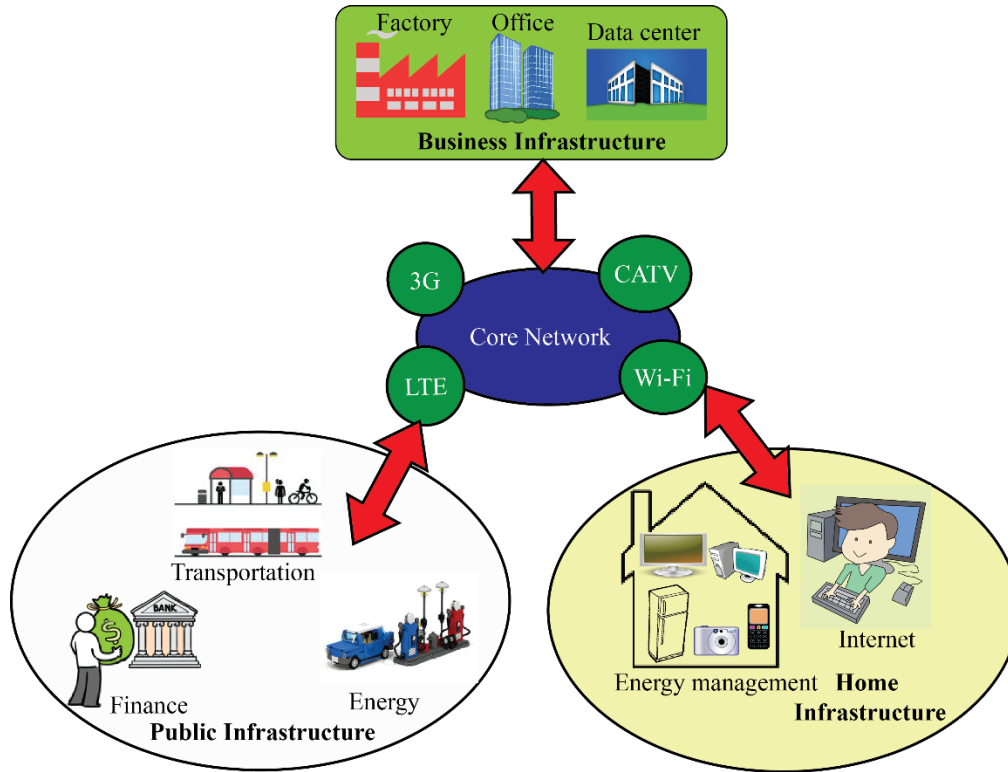 Factory
Office
Data center
Business Infrastructure
3G
CATV
Core Network
LTE
Wi-Fi
Transportation
BANK
$
Finance
Energy
Public Infrastructure
Internet
Energy management
Home
Infrastructure